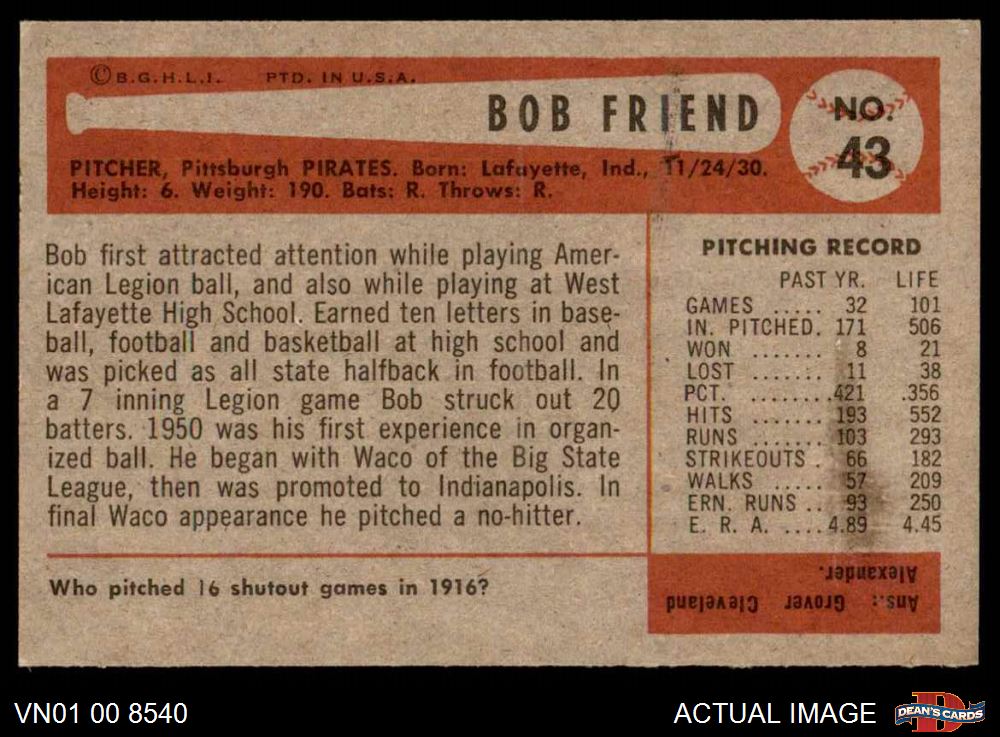 ©B.G.H.L.I. PTD. IN U.S.A.
BOB FRIEND
NO.
43
PITCHER, Pittsburgh PIRATES. Born: Lafayette, Ind., 11/24/30.
Height: 6. Weight: 190. Bats: R. Throws: R.
Bob first attracted attention while playing Amer-
ican Legion ball, and also while playing at West
Lafayette High School. Earned ten letters in base-
ball, football and basketball at high school and
was picked as all state halfback in football. In
a 7 inning Legion game Bob struck out 20
batters. 1950 was his first experience in organ-
ized ball. He began with Waco of the Big State
League, then was promoted to Indianapolis. In
final Waco appearance he pitched a no-hitter.
Who pitched 16 shutout games in 1916?
PITCHING RECORD
PAST YR. LIFE
GAMES ..... 32 101
IN. PITCHED. 171 506
WON ....... 8 21
LOST ....... 11 38
PCT. ........421 .356
HITS ....... 193 552
RUNS ....... 103 293
STRIKEOUTS . 66 182
WALKS ..... 57 209
ERN. RUNS .. 93 250
E. R. A. ....4.89 4.45
Ans.: Grover Cleveland
Alexander.
VN01 00 8540
ACTUAL IMAGE
D
DEAN'S CARDS